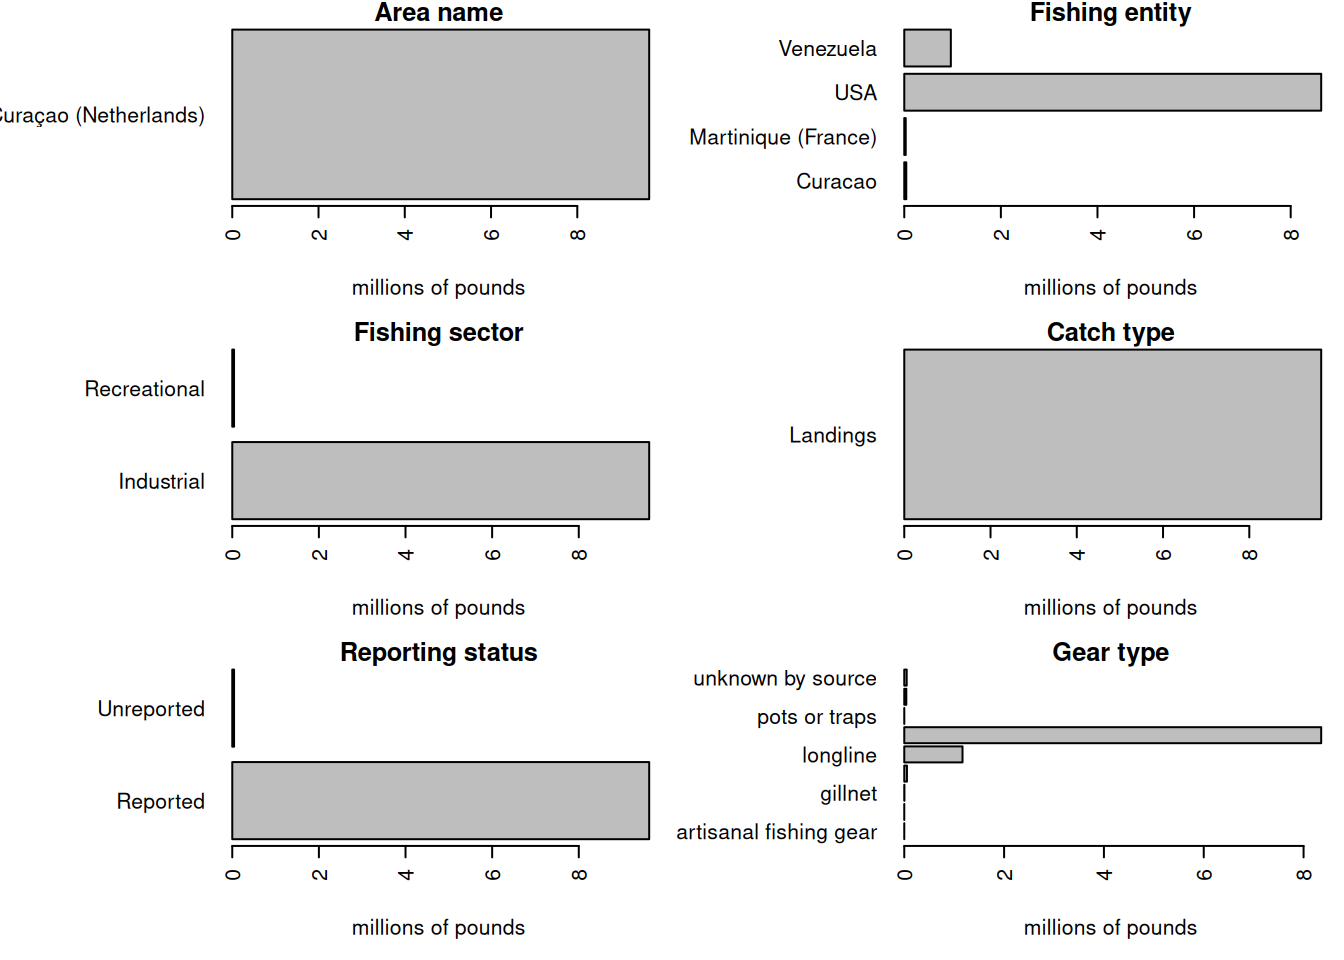 Area name
Curaçao (Netherlands)
0 2 4 6 8
millions of pounds
Fishing entity
Venezuela
USA
Martinique (France)
Curacao
0 2 4 6 8
millions of pounds
Fishing sector
Recreational
Industrial
0 2 4 6 8
millions of pounds
Catch type
Landings
0 2 4 6 8
millions of pounds
Reporting status
Unreported
Reported
0 2 4 6 8
millions of pounds
Gear type
unknown by source
pots or traps
longline
gillnet
artisanal fishing gear
0 2 4 6 8
millions of pounds